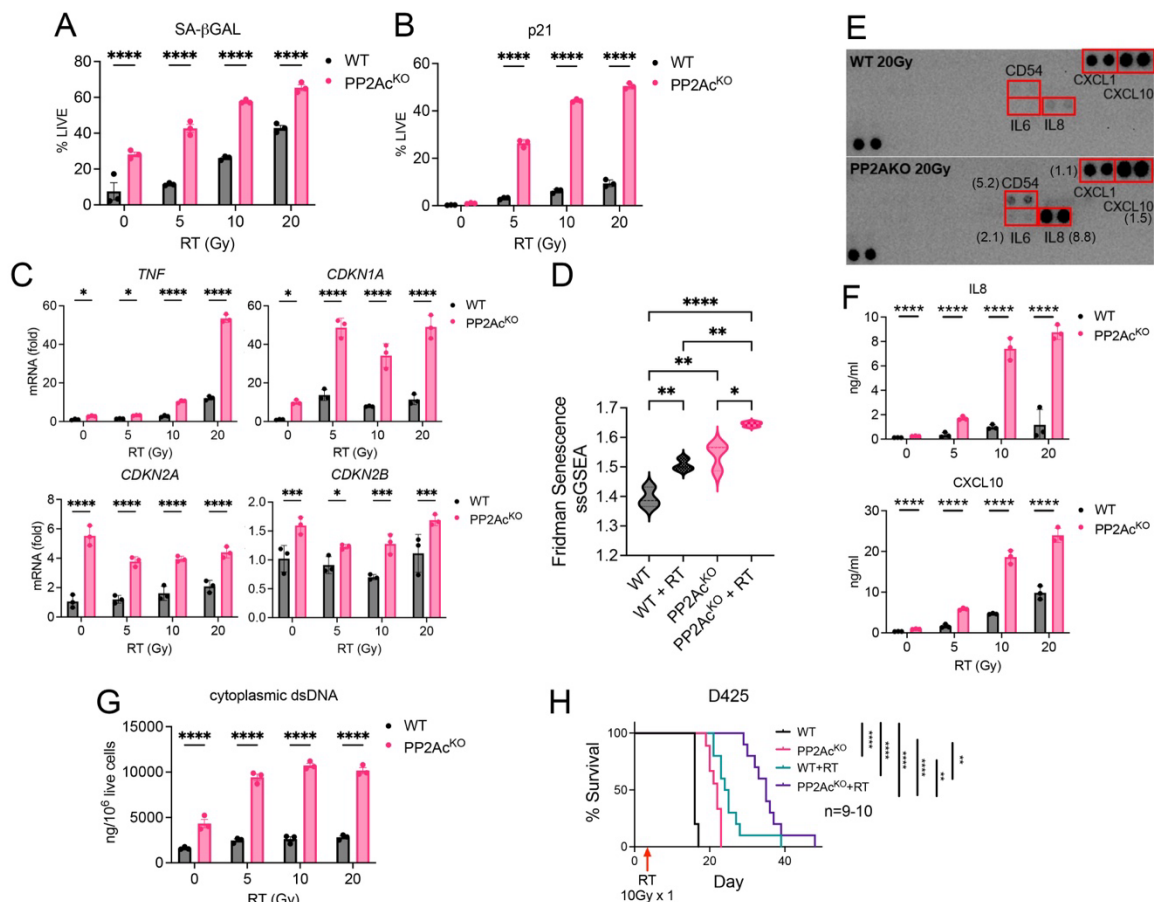 A
SA-βGAL
**** **** **** ****
WT
PP2Ac^KO
% LIVE
80
60
40
20
0
0 5 10 20
RT (Gy)
B
p21
**** **** ****
WT
PP2Ac^KO
% LIVE
60
40
20
0
0 5 10 20
RT (Gy)
C
TNF
* * **** ****
WT
PP2Ac^KO
mRNA (fold)
60
40
20
0
0 5 10 20
RT (Gy)
CDKN1A
* **** **** ****
WT
PP2Ac^KO
60
40
20
0
0 5 10 20
RT (Gy)
CDKN2A
**** **** **** ****
WT
PP2Ac^KO
mRNA (fold)
8
6
4
2
0
0 5 10 20
RT (Gy)
CDKN2B
*** * *** ***
WT
PP2Ac^KO
2.0
1.5
1.0
0.5
0.0
0 5 10 20
RT (Gy)
D
****
**
**
** *
Fridman Senescence
ssGSEA
1.7
1.6
1.5
1.4
1.3
1.2
WT
WT + RT
PP2Ac^KO
PP2Ac^KO + RT
E
WT 20Gy
CD54
CXCL1
CXCL10
IL6 IL8
PP2AKO 20Gy
(1.1)
(5.2)
CD54
CXCL1
CXCL10
(1.5)
(2.1) IL6 IL8 (8.8)
F
IL8
**** **** **** ****
WT
PP2Ac^KO
ng/ml
10
8
6
4
2
0
0 5 10 20
CXCL10
**** **** **** ****
WT
PP2Ac^KO
ng/ml
30
20
10
0
0 5 10 20
RT (Gy)
G
cytoplasmic dsDNA
**** **** **** ****
WT
PP2Ac^KO
ng/10^6 live cells
15000
10000
5000
0
0 5 10 20
RT (Gy)
H
D425
% Survival
100
50
0
WT
PP2Ac^KO
WT+RT
PP2Ac^KO+RT
**** **** **** **** ** **
n=9-10
0 20 40
RT
10Gy x 1
Day